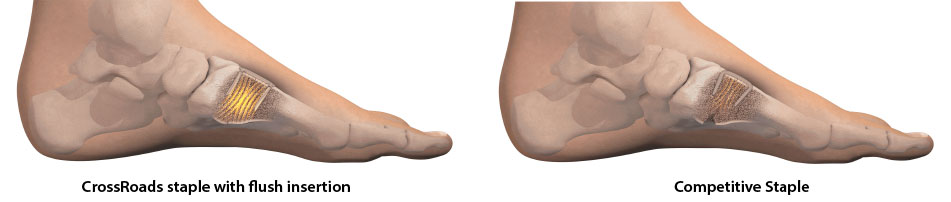 CrossRoads staple with flush insertion
Competitive Staple